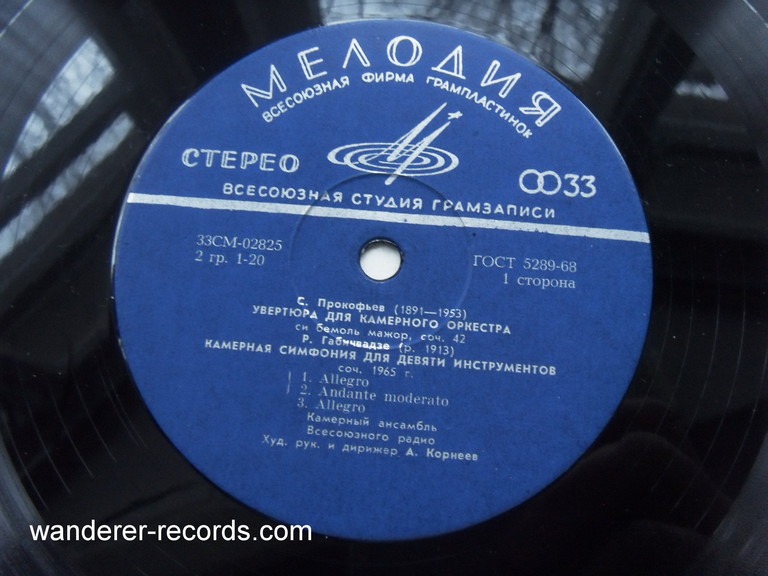 МЕЛОДИЯ
ВСЕСОЮЗНАЯ ФИРМА ГРАМПЛАСТИНОК
СТЕРЕО
33
ВСЕСОЮЗНАЯ СТУДИЯ ГРАМЗАПИСИ
33СМ-02825
2 гр. 1-20
ГОСТ 5289-68
1 сторона
С. Прокофьев (1891—1953)
УВЕРТЮРА ДЛЯ КАМЕРНОГО ОРКЕСТРА
си бемоль мажор, соч. 42
Р. Габичвадзе (р. 1913)
КАМЕРНАЯ СИМФОНИЯ ДЛЯ ДЕВЯТИ ИНСТРУМЕНТОВ
соч. 1965 г.
1. Allegro
2. Andante moderato
3. Allegro
Камерный ансамбль
Всесоюзного радио
Худ. рук. и дирижер А. Корнеев
wanderer-records.com